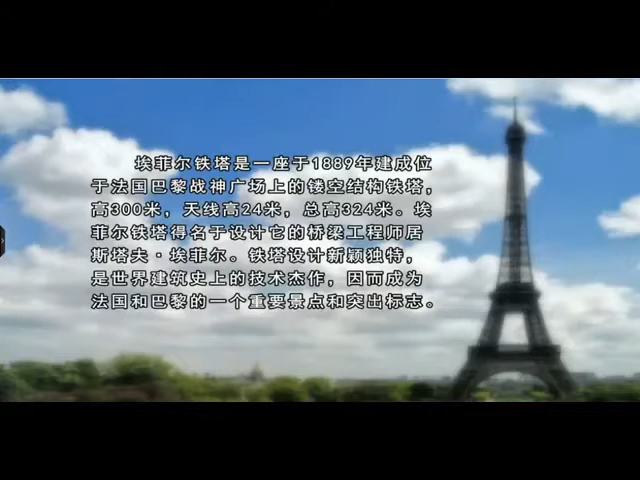 埃菲尔铁塔是一座于1889年建成位
于法国巴黎战神广场上的镂空结构铁塔，
高300米，天线高24米，总高324米。埃
菲尔铁塔得名于设计它的桥梁工程师居
斯塔夫·埃菲尔。铁塔设计新颖独特，
是世界建筑史上的技术杰作，因而成为
法国和巴黎的一个重要景点和突出标志。